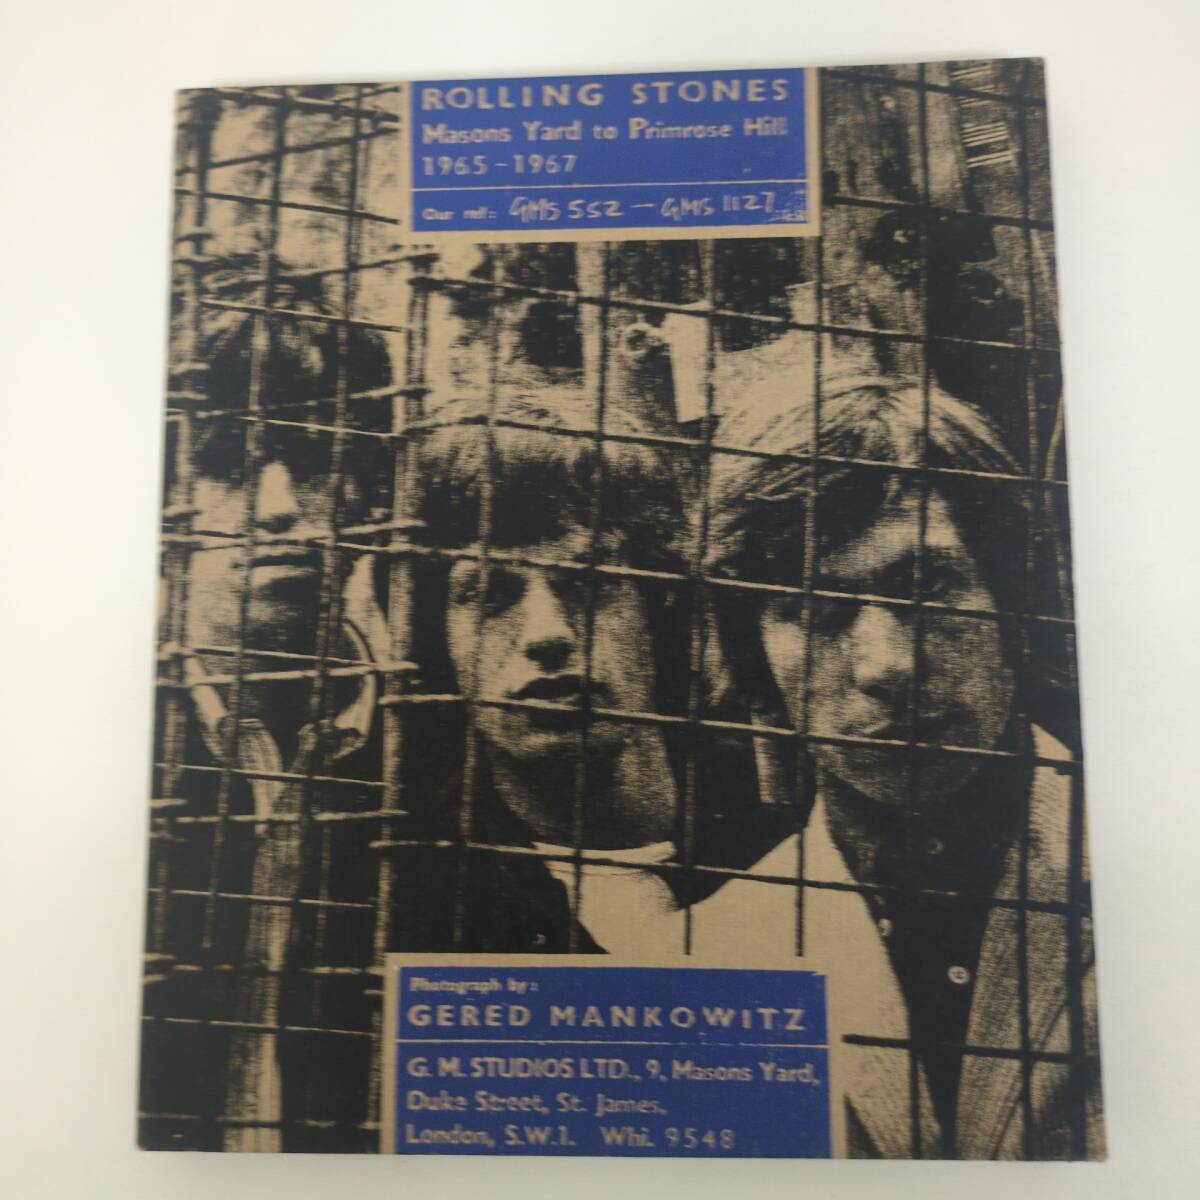 ROLLING STONES
Masons Yard to Primrose Hill
1965-1967
Our ref: GMS 552 — GMS 1127
Photograph by:
GERED MANKOWITZ
G. M. STUDIOS LTD., 9, Masons Yard,
Duke Street, St. James,
London, S.W.1. Whi. 9548